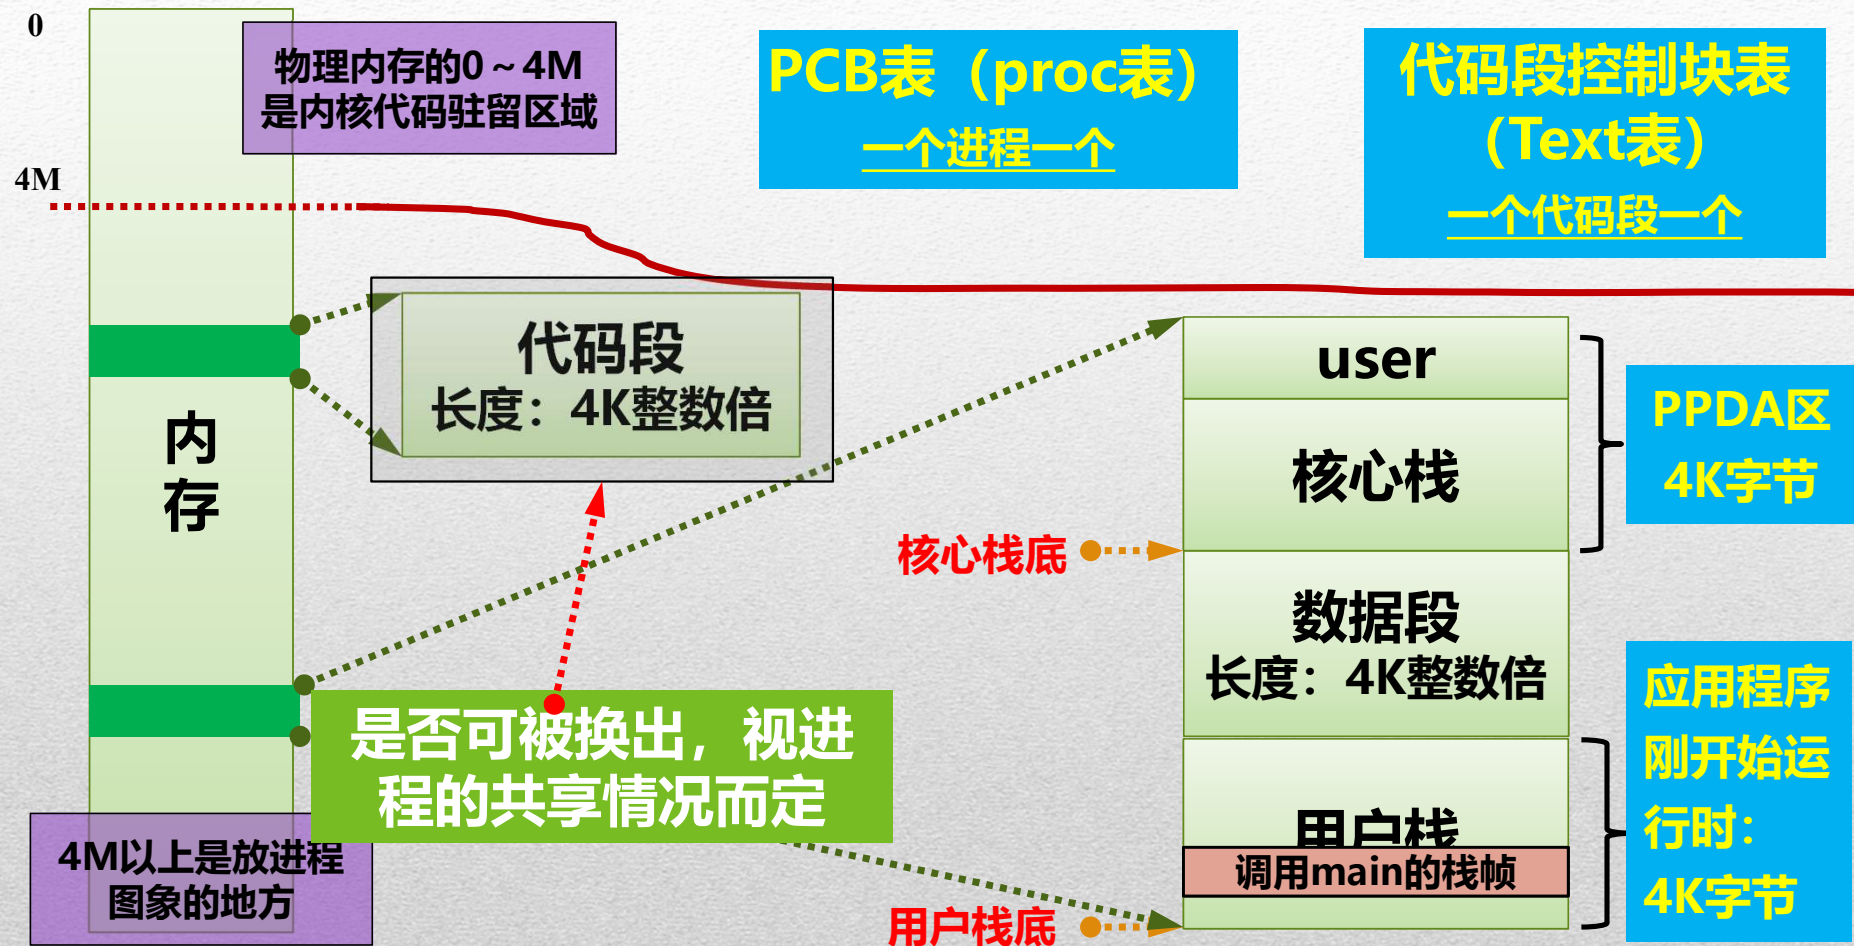 0
物理内存的0～4M
是内核代码驻留区域
PCB表（proc表）
一个进程一个
代码段控制块表
（Text表）
一个代码段一个
4M
代码段
长度：4K整数倍
内
存
user
核心栈
PPDA区
4K字节
核心栈底
数据段
长度：4K整数倍
是否可被换出，视进
程的共享情况而定
应用程序
刚开始运
行时：
4K字节
用户栈
调用main的栈帧
4M以上是放进程
图象的地方
用户栈底